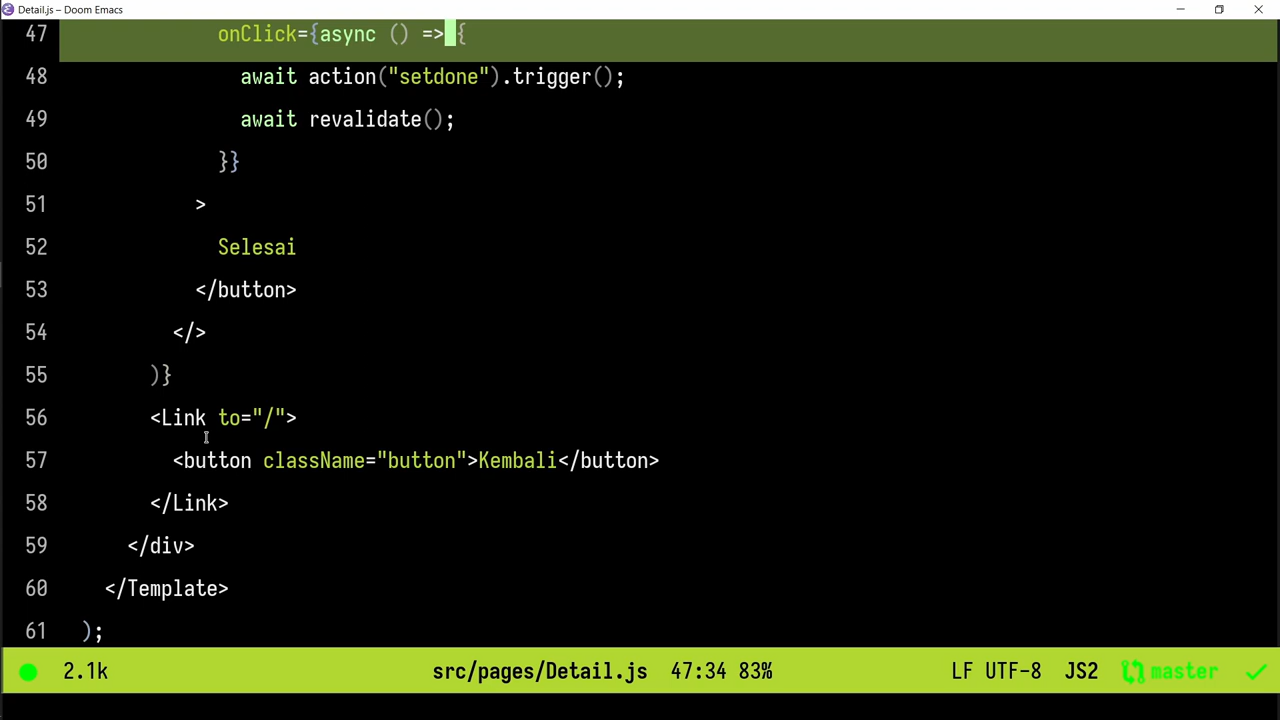 Detail.js – Doom Emacs
47 onClick={async () => {
48 await action("setdone").trigger();
49 await revalidate();
50 }}
51 >
52 Selesai
53 </button>
54 </>
55 )}
56 <Link to="/">
57 <button className="button">Kembali</button>
58 </Link>
59 </div>
60 </Template>
61 );
2.1k src/pages/Detail.js 47:34 83% LF UTF-8 JS2 master